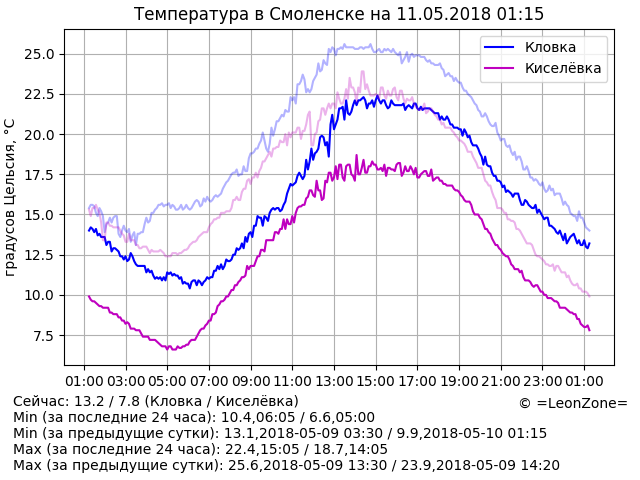 Температура в Смоленске на 11.05.2018 01:15
Кловка
Киселёвка
градусов Цельсия, °C
25.0
22.5
20.0
17.5
15.0
12.5
10.0
7.5
01:00 03:00 05:00 07:00 09:00 11:00 13:00 15:00 17:00 19:00 21:00 23:00 01:00
Сейчас: 13.2 / 7.8 (Кловка / Киселёвка)
© =LeonZone=
Min (за последние 24 часа): 10.4,06:05 / 6.6,05:00
Min (за предыдущие сутки): 13.1,2018-05-09 03:30 / 9.9,2018-05-10 01:15
Max (за последние 24 часа): 22.4,15:05 / 18.7,14:05
Max (за предыдущие сутки): 25.6,2018-05-09 13:30 / 23.9,2018-05-09 14:20